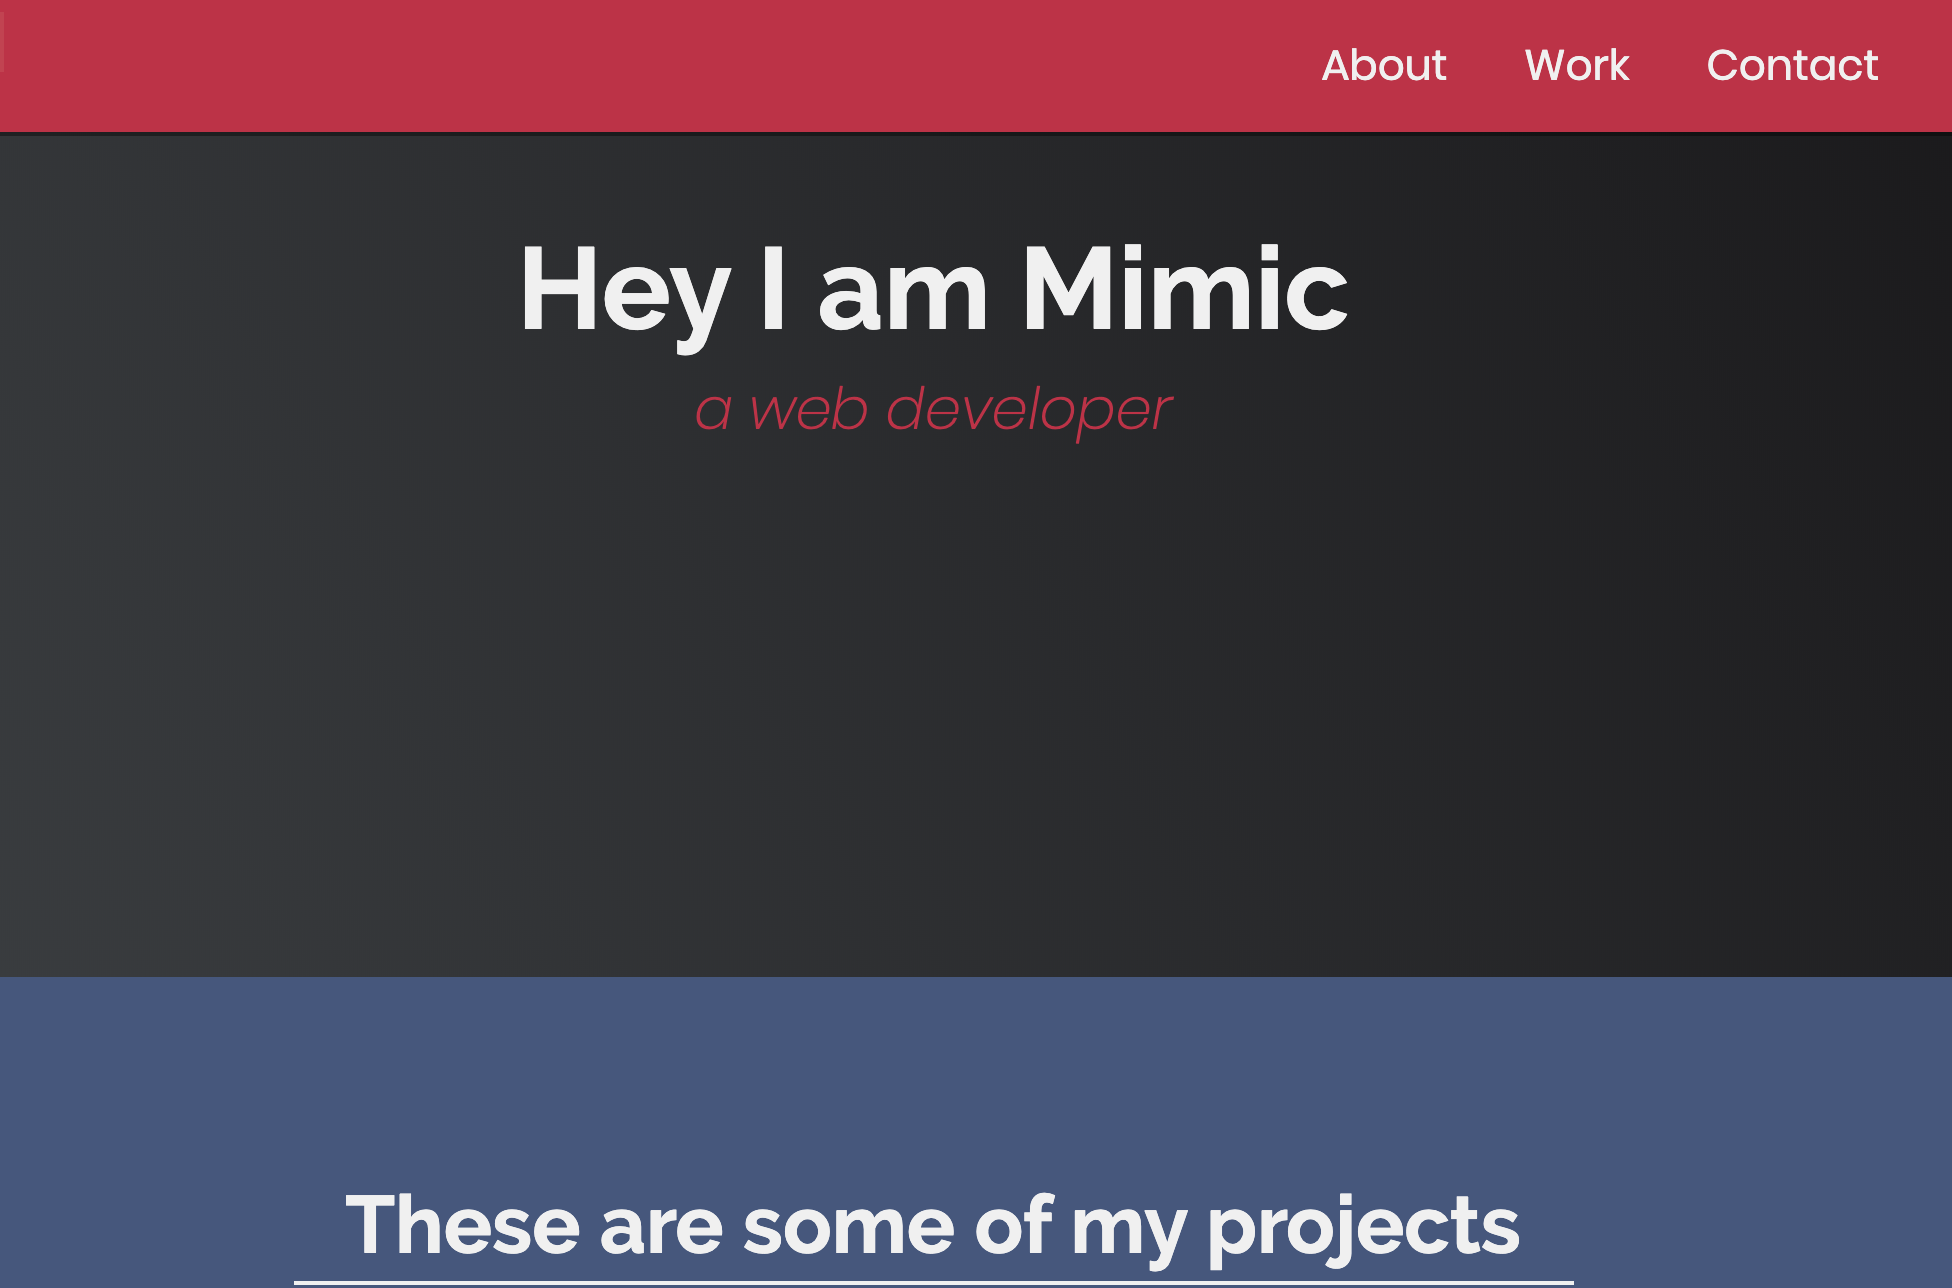 About Work Contact
Hey I am Mimic
a web developer
These are some of my projects